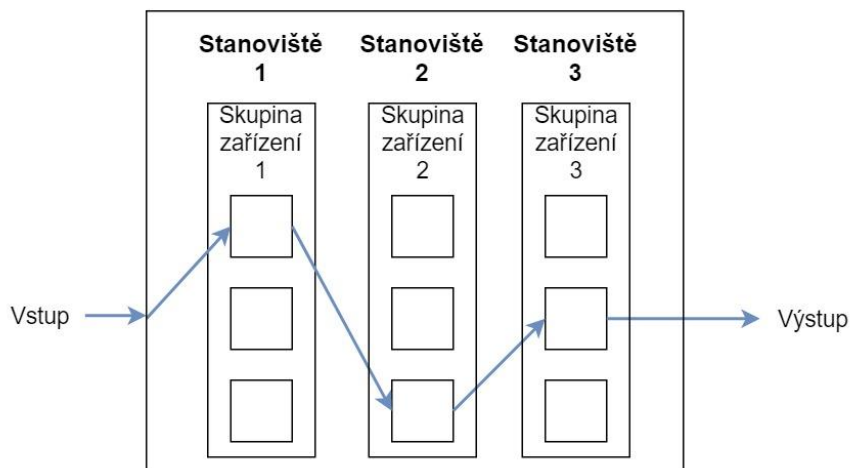 Stanoviště
1
Stanoviště
2
Stanoviště
3
Skupina
zařízení
1
Skupina
zařízení
2
Skupina
zařízení
3
Vstup
Výstup